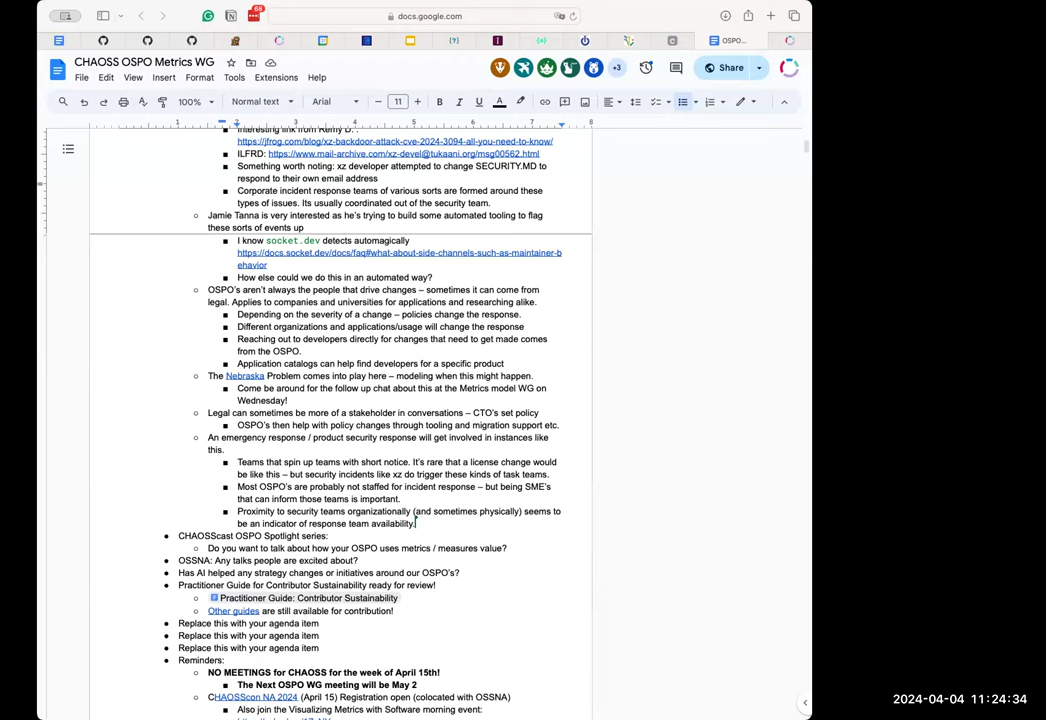 68
docs.google.com
OSPO...
CHAOSS OSPO Metrics WG
File Edit View Insert Format Tools Extensions Help
+3
Share
100%
Normal text
Arial
11
B I U A
1 2 3 4 5 6 7 8
Interesting link from Remy D. :
https://jfrog.com/blog/xz-backdoor-attack-cve-2024-3094-all-you-need-to-know/
ILFRD: https://www.mail-archive.com/xz-devel@tukaani.org/msg00562.html
Something worth noting: xz developer attempted to change SECURITY.MD to
respond to their own email address
Corporate incident response teams of various sorts are formed around these
types of issues. Its usually coordinated out of the security team.
Jamie Tanna is very interested as he's trying to build some automated tooling to flag
these sorts of events up
I know socket.dev detects automagically
https://docs.socket.dev/docs/faq#what-about-side-channels-such-as-maintainer-b
ehavior
How else could we do this in an automated way?
OSPO's aren't always the people that drive changes – sometimes it can come from
legal. Applies to companies and universities for applications and researching alike.
Depending on the severity of a change – policies change the response.
Different organizations and applications/usage will change the response
Reaching out to developers directly for changes that need to get made comes
from the OSPO.
Application catalogs can help find developers for a specific product
The Nebraska Problem comes into play here – modeling when this might happen.
Come be around for the follow up chat about this at the Metrics model WG on
Wednesday!
Legal can sometimes be more of a stakeholder in conversations – CTO's set policy
OSPO's then help with policy changes through tooling and migration support etc.
An emergency response / product security response will get involved in instances like
this.
Teams that spin up teams with short notice. It's rare that a license change would
be like this – but security incidents like xz do trigger these kinds of task teams.
Most OSPO's are probably not staffed for incident response – but being SME's
that can inform those teams is important.
Proximity to security teams organizationally (and sometimes physically) seems to
be an indicator of response team availability.
CHAOSScast OSPO Spotlight series:
Do you want to talk about how your OSPO uses metrics / measures value?
OSSNA: Any talks people are excited about?
Has AI helped any strategy changes or initiatives around our OSPO's?
Practitioner Guide for Contributor Sustainability ready for review!
Practitioner Guide: Contributor Sustainability
Other guides are still available for contribution!
Replace this with your agenda item
Replace this with your agenda item
Replace this with your agenda item
Reminders:
NO MEETINGS for CHAOSS for the week of April 15th!
The Next OSPO WG meeting will be May 2
CHAOSScon NA 2024 (April 15) Registration open (colocated with OSSNA)
Also join the Visualizing Metrics with Software morning event:
2024-04-04 11:24:34